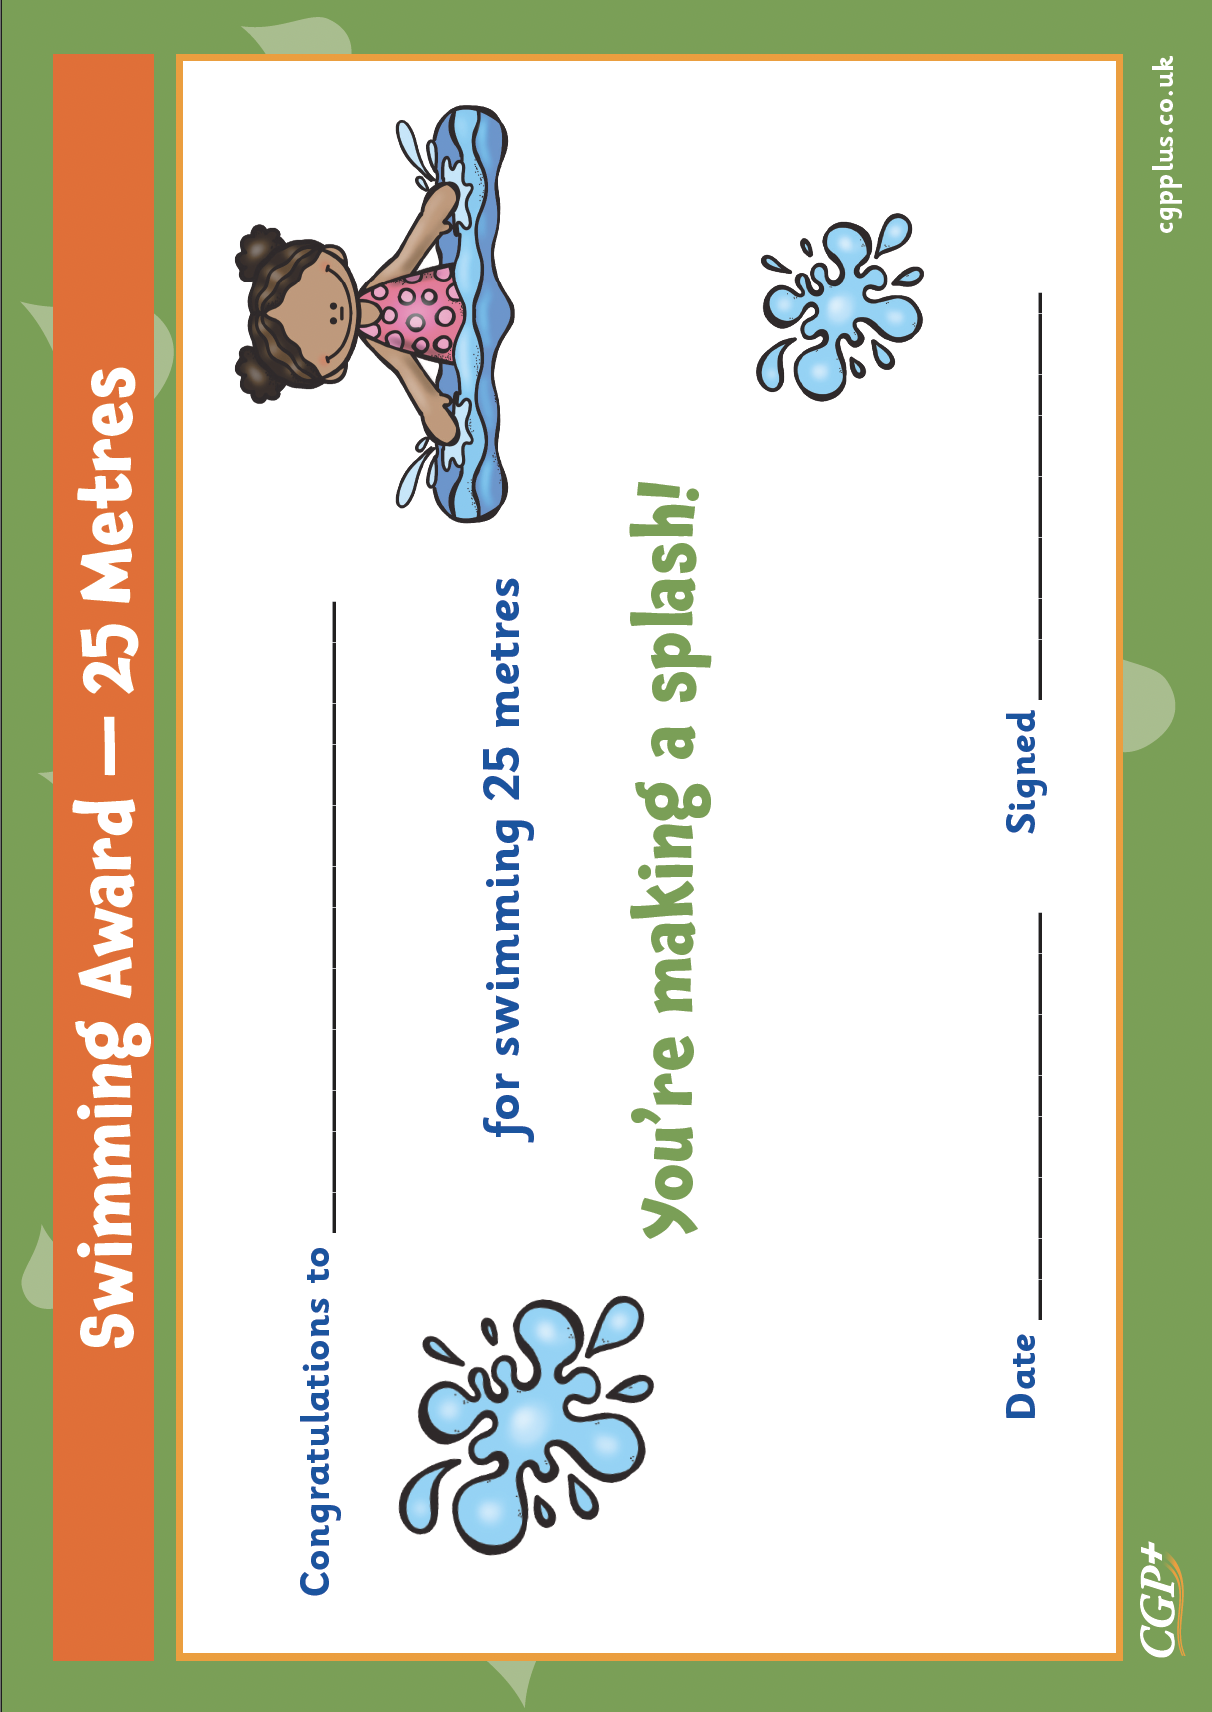 Swimming Award — 25 Metres
Congratulations to
for swimming 25 metres
You're making a splash!
Date
Signed
CGP+
cgpplus.co.uk